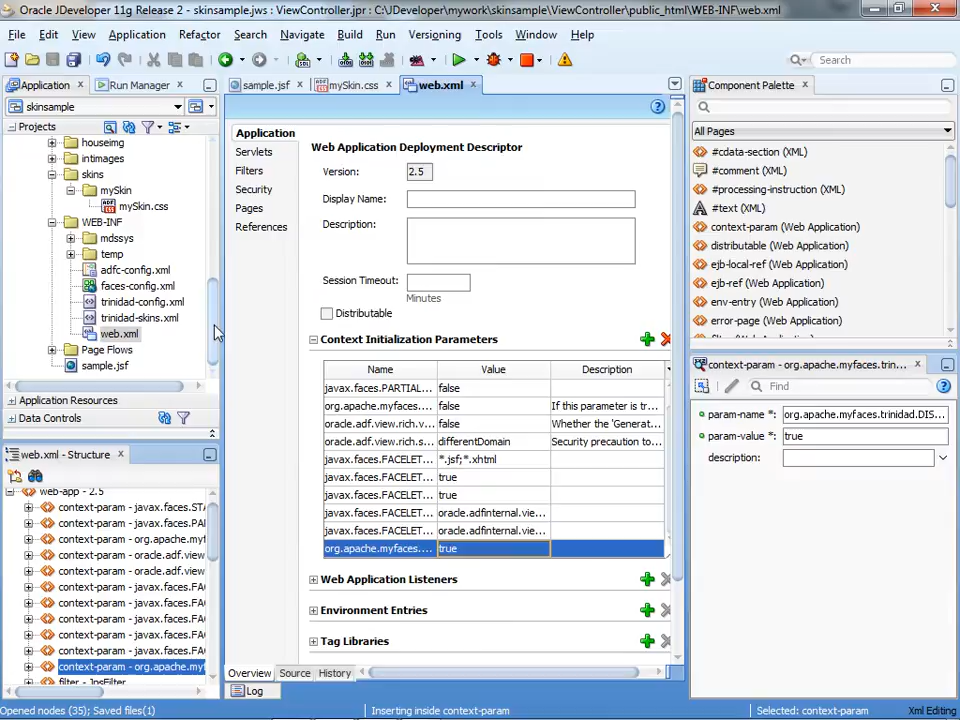 Oracle JDeveloper 11g Release 2 - skinsample.jws : ViewController.jpr : C:\JDeveloper\mywork\skinsample\ViewController\public_html\WEB-INF\web.xml
File Edit View Application Refactor Search Navigate Build Run Versioning Tools Window Help
Search
Application Run Manager
skinsample
Projects
houseimg
intimages
skins
mySkin
mySkin.css
WEB-INF
mdssys
temp
adfc-config.xml
faces-config.xml
trinidad-config.xml
trinidad-skins.xml
web.xml
Page Flows
sample.jsf
Application Resources
Data Controls
web.xml - Structure
web-app - 2.5
context-param - javax.faces.STA
context-param - javax.faces.PAI
context-param - org.apache.my
context-param - oracle.adf.view
context-param - oracle.adf.view
context-param - javax.faces.FAC
context-param - javax.faces.FAC
context-param - javax.faces.FAC
context-param - javax.faces.FAC
context-param - javax.faces.FAC
context-param - org.apache.myf
filter - JpsFilter
sample.jsf mySkin.css web.xml
Application
Servlets
Filters
Security
Pages
References
Web Application Deployment Descriptor
Version: 2.5
Display Name:
Description:
Session Timeout:
Minutes
Distributable
Context Initialization Parameters
Name Value Description
javax.faces.PARTIAL... false
org.apache.myfaces.... false If this parameter is tr...
oracle.adf.view.rich.v... false Whether the 'Generat...
oracle.adf.view.rich.s... differentDomain Security precaution to...
javax.faces.FACELET... *.jsf;*.xhtml
javax.faces.FACELET... true
javax.faces.FACELET... true
javax.faces.FACELET... oracle.adfinternal.vie...
javax.faces.FACELET... oracle.adfinternal.vie...
org.apache.myfaces.... true
Web Application Listeners
Environment Entries
Tag Libraries
Overview Source History
Log
Component Palette
All Pages
#cdata-section (XML)
#comment (XML)
#processing-instruction (XML)
#text (XML)
context-param (Web Application)
distributable (Web Application)
ejb-local-ref (Web Application)
ejb-ref (Web Application)
env-entry (Web Application)
error-page (Web Application)
context-param - org.apache.myfaces.trin...
Find
param-name *: org.apache.myfaces.trinidad.DIS...
param-value *: true
description:
Opened nodes (35); Saved files(1) Inserting inside context-param Selected: context-param Xml Editing